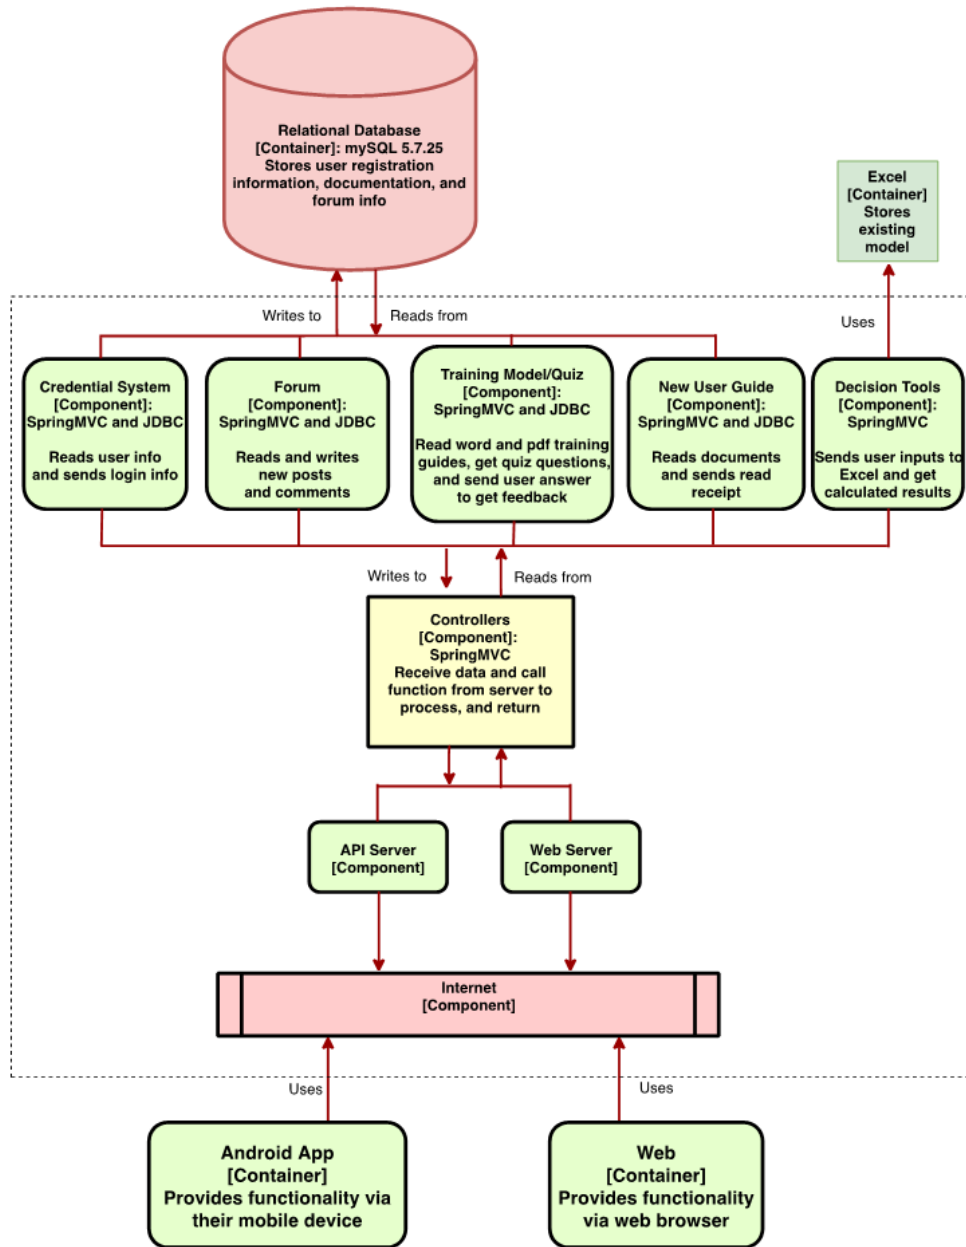 Relational Database
[Container]: mySQL 5.7.25
Stores user registration
information, documentation, and
forum info
Excel
[Container]
Stores
existing
model
Writes to
Reads from
Uses
Credential System
[Component]:
SpringMVC and JDBC
Reads user info
and sends login info
Forum
[Component]:
SpringMVC and JDBC
Reads and writes
new posts
and comments
Training Model/Quiz
[Component]:
SpringMVC and JDBC
Read word and pdf training
guides, get quiz questions,
and send user answer
to get feedback
New User Guide
[Component]:
SpringMVC and JDBC
Reads documents
and sends read
receipt
Decision Tools
[Component]:
SpringMVC
Sends user inputs to
Excel and get
calculated results
Writes to
Reads from
Controllers
[Component]:
SpringMVC
Receive data and call
function from server to
process, and return
API Server
[Component]
Web Server
[Component]
Internet
[Component]
Uses
Uses
Android App
[Container]
Provides functionality via
their mobile device
Web
[Container]
Provides functionality
via web browser